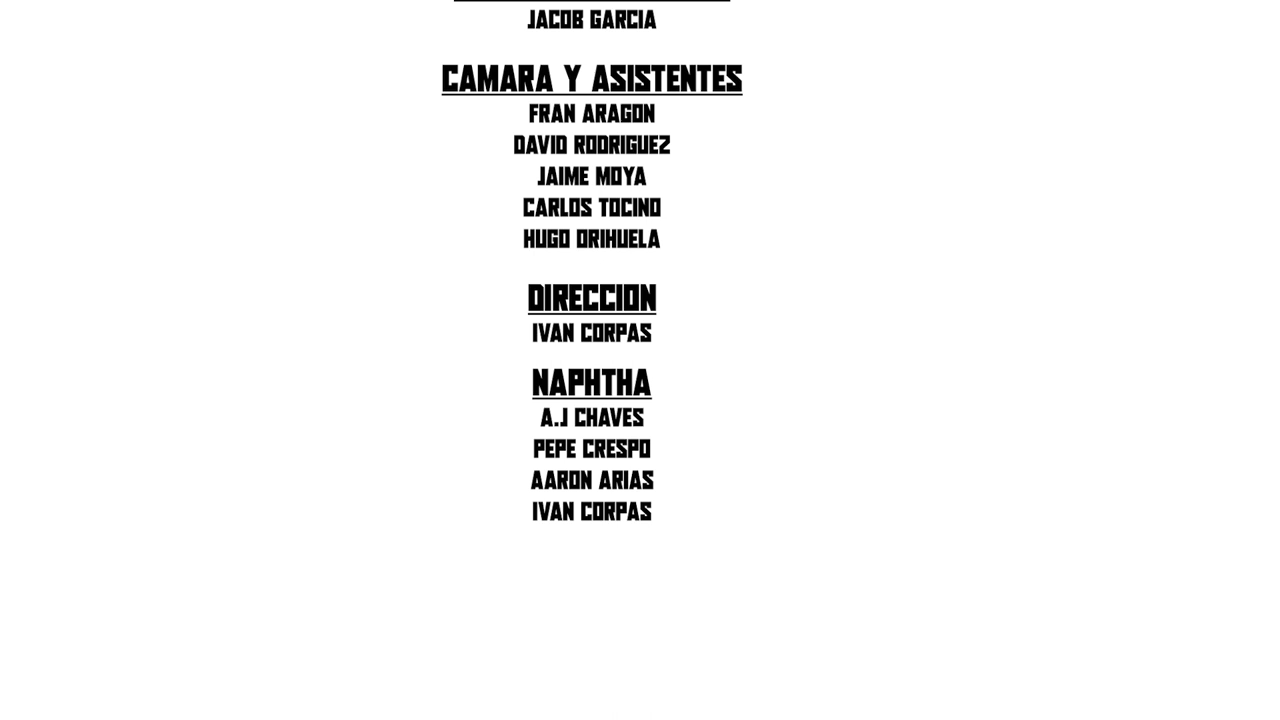 JACOB GARCIA
CAMARA Y ASISTENTES
FRAN ARAGON
DAVID RODRIGUEZ
JAIME MOYA
CARLOS TOCINO
HUGO ORIHUELA
DIRECCION
IVAN CORPAS
NAPHTHA
A.J CHAVES
PEPE CRESPO
AARON ARIAS
IVAN CORPAS